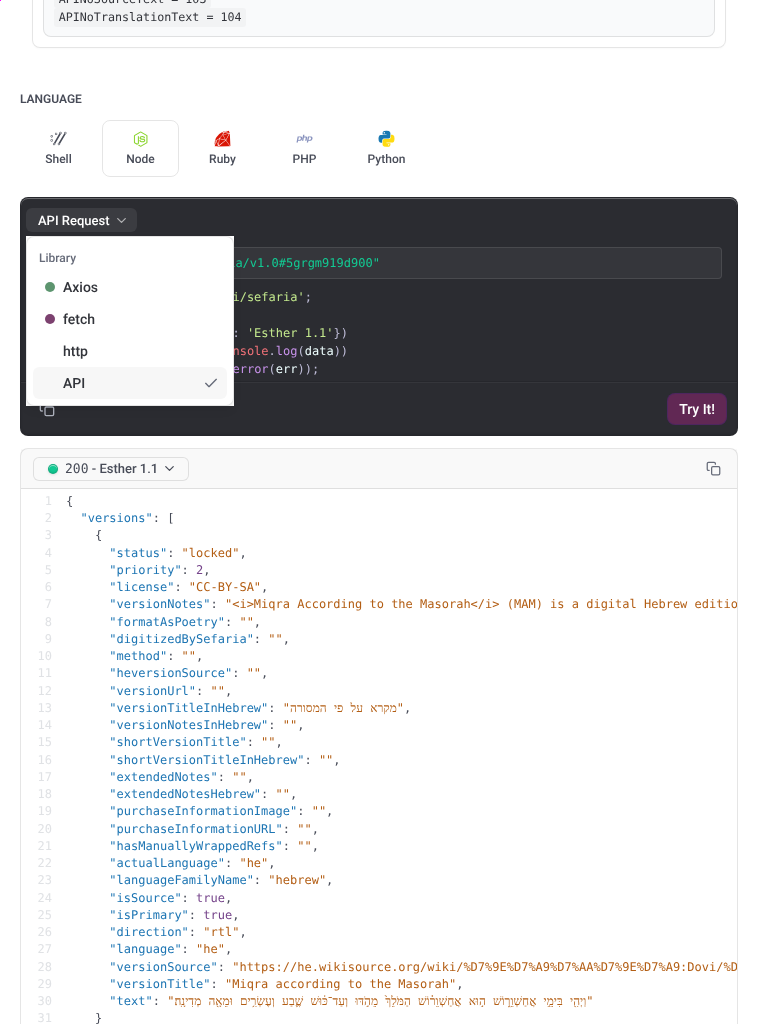 APINoTranslationText = 104
LANGUAGE
Shell
Node
Ruby
php
PHP
Python
API Request
Library
Axios
fetch
http
API
a/v1.0#5grgm919d900"
i/sefaria';
: 'Esther 1.1'})
nsole.log(data))
error(err));
Try It!
200 - Esther 1.1
1 {
2 "versions": [
3 {
4 "status": "locked",
5 "priority": 2,
6 "license": "CC-BY-SA",
7 "versionNotes": "<i>Miqra According to the Masorah</i> (MAM) is a digital Hebrew editio
8 "formatAsPoetry": "",
9 "digitizedBySefaria": "",
10 "method": "",
11 "heversionSource": "",
12 "versionUrl": "",
13 "versionTitleInHebrew": "מקרא על פי המסורה",
14 "versionNotesInHebrew": "",
15 "shortVersionTitle": "",
16 "shortVersionTitleInHebrew": "",
17 "extendedNotes": "",
18 "extendedNotesHebrew": "",
19 "purchaseInformationImage": "",
20 "purchaseInformationURL": "",
21 "hasManuallyWrappedRefs": "",
22 "actualLanguage": "he",
23 "languageFamilyName": "hebrew",
24 "isSource": true,
25 "isPrimary": true,
26 "direction": "rtl",
27 "language": "he",
28 "versionSource": "https://he.wikisource.org/wiki/%D7%9E%D7%A9%D7%AA%D7%9E%D7%A9:Dovi/%D
29 "versionTitle": "Miqra according to the Masorah",
30 "text": "וַיְהִ֖י בִּימֵ֣י אֲחַשְׁוֵר֑וֹשׁ ה֣וּא אֲחַשְׁוֵר֗וֹשׁ הַמֹּלֵךְ֙ מֵהֹ֣דּוּ וְעַד־כּ֔וּשׁ שֶׁ֛בַע וְעֶשְׂרִ֥ים וּמֵאָ֖ה מְדִינָֽה׃"
31 }